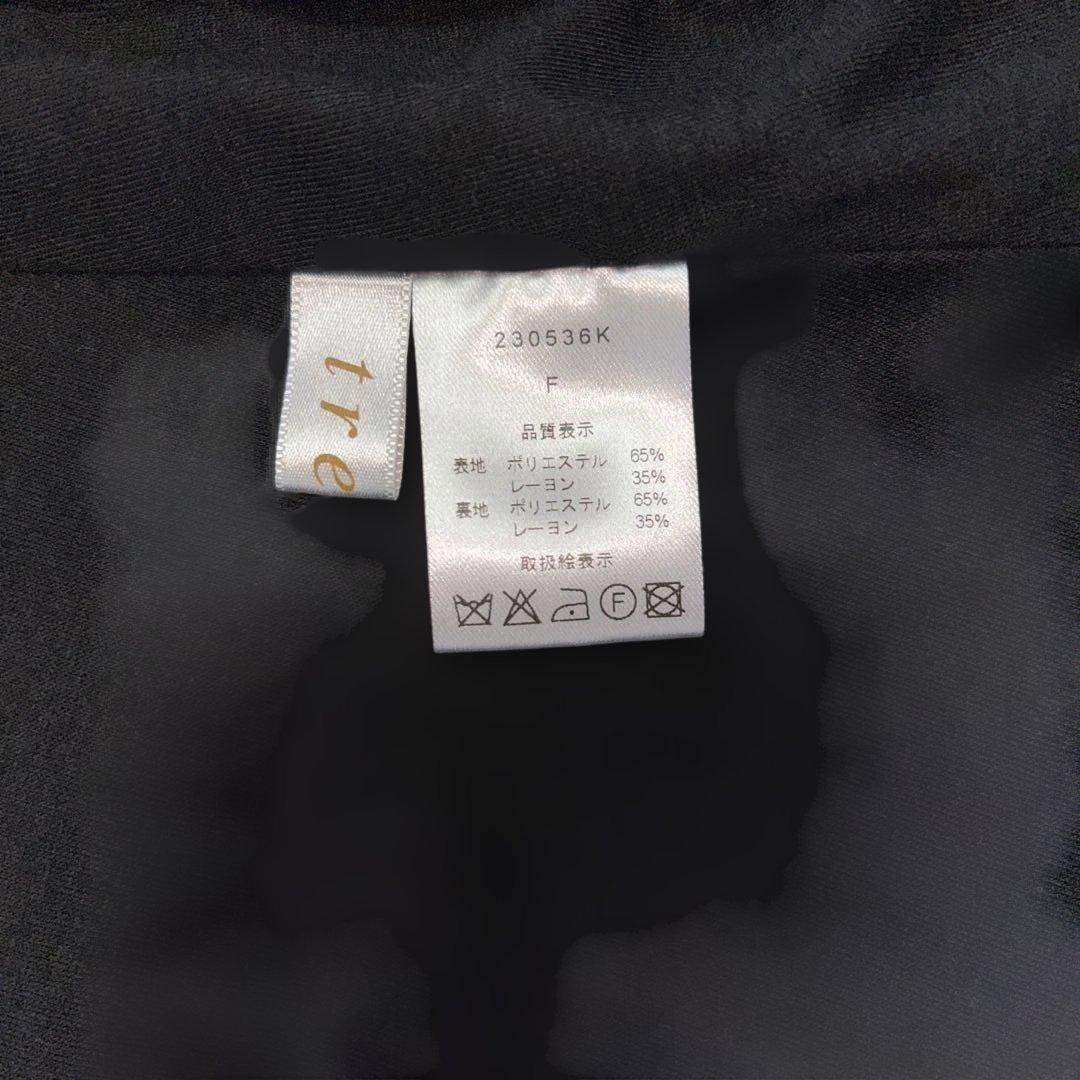 tre
230536K
F
品質表示
表地 ポリエステル 65%
レーヨン 35%
裏地 ポリエステル 65%
レーヨン 35%
取扱絵表示
F